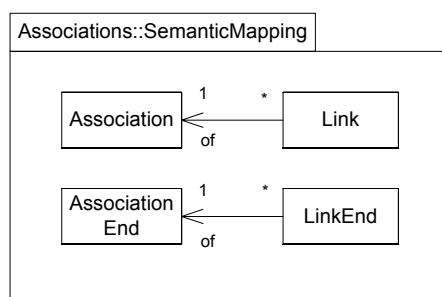 Associations::SemanticMapping
1
*
Association
Link
of
1
*
Association
End
LinkEnd
of